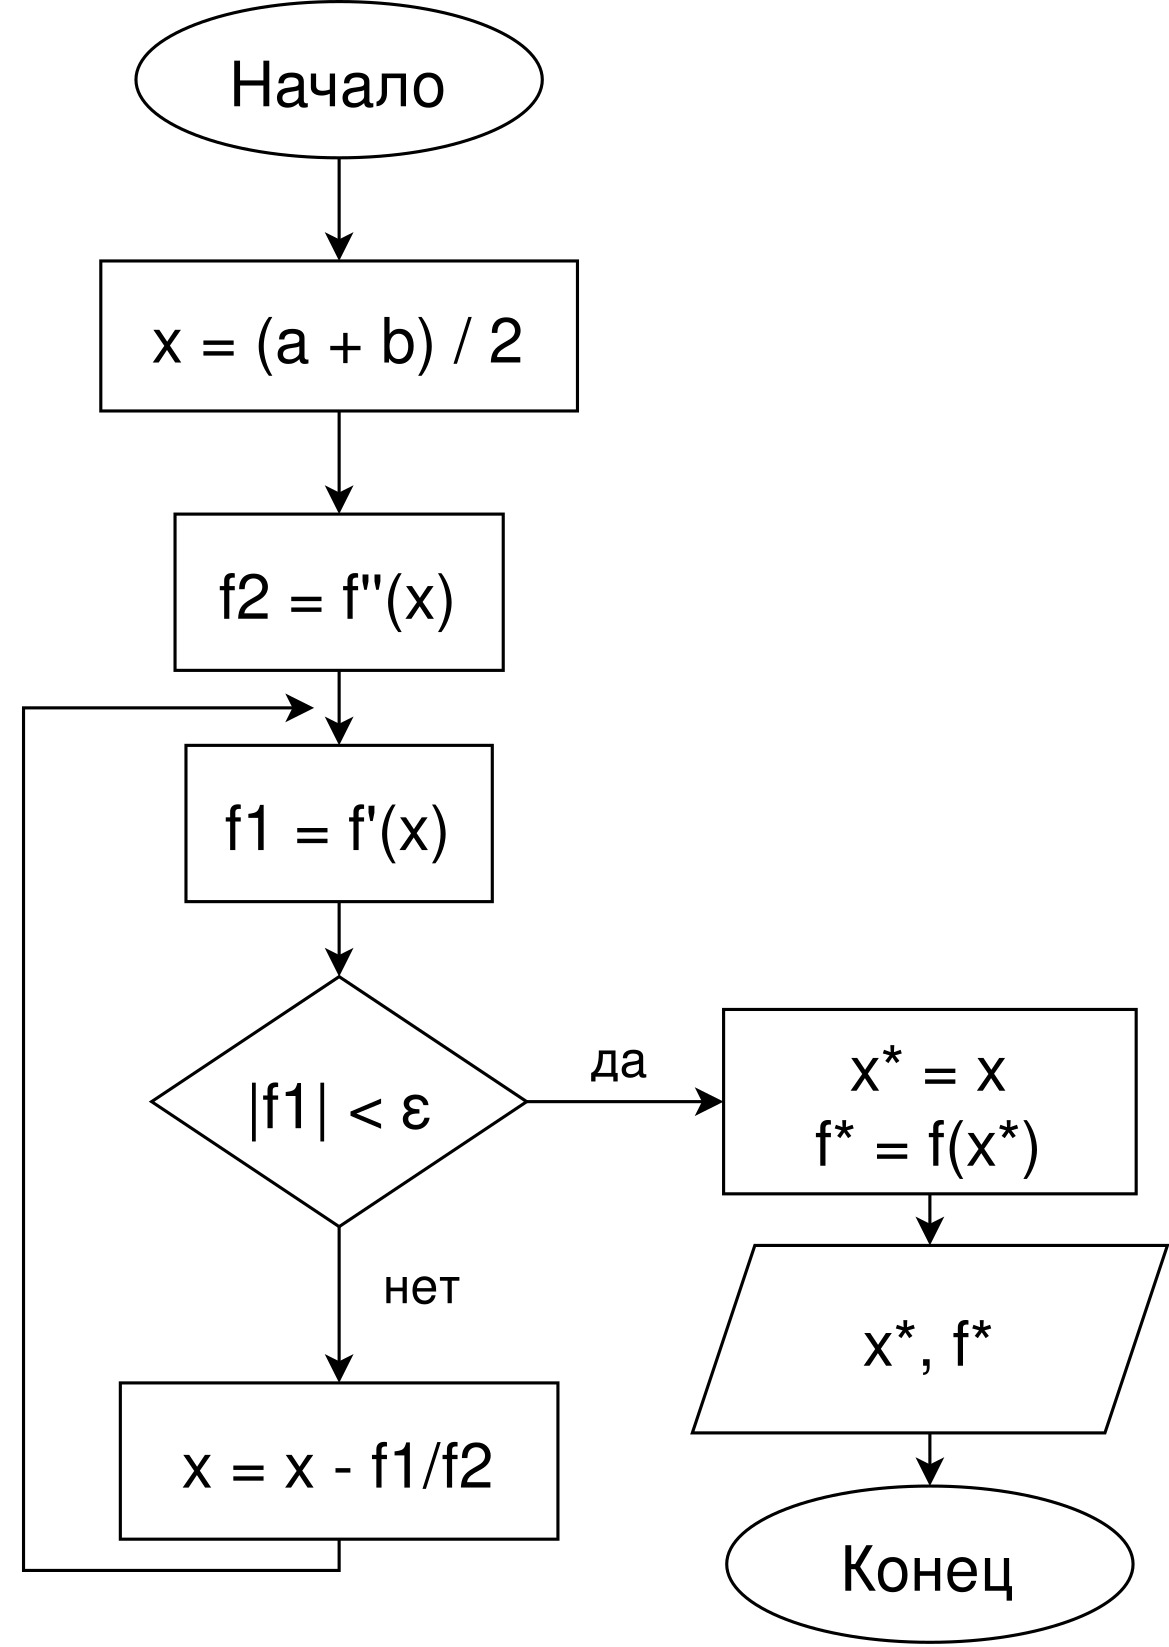 Начало
x = (a + b) / 2
f2 = f''(x)
f1 = f'(x)
|f1| < ε
да
x* = x
f* = f(x*)
нет
x*, f*
x = x - f1/f2
Конец